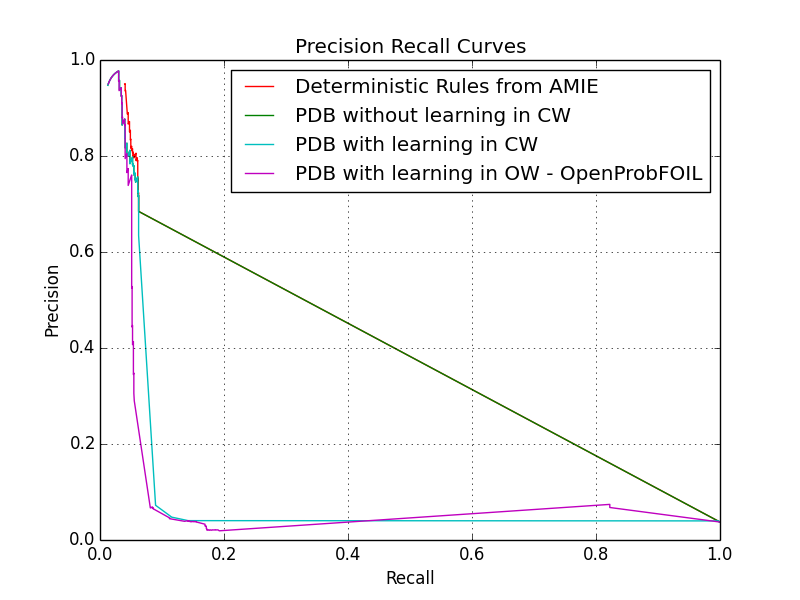 Precision Recall Curves
Deterministic Rules from AMIE
PDB without learning in CW
PDB with learning in CW
PDB with learning in OW - OpenProbFOIL
1.0
0.8
0.6
0.4
0.2
0.0
Precision
0.0 0.2 0.4 0.6 0.8 1.0
Recall